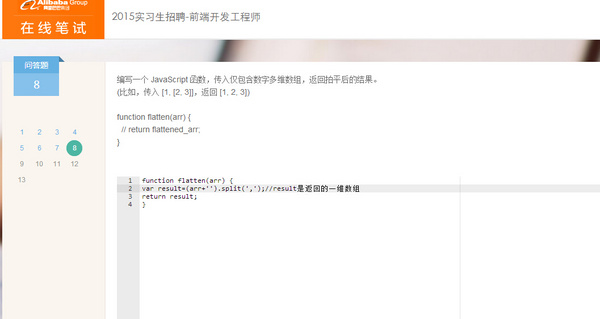 Alibaba Group
在线笔试
2015实习生招聘-前端开发工程师
问答题
8
1 2 3 4
5 6 7 8
9 10 11 12
13
编写一个 JavaScript 函数，传入仅包含数字多维数组，返回拍平后的结果。
(比如，传入 [1, [2, 3]]，返回 [1, 2, 3])
function flatten(arr) {
// return flattened_arr;
}
1 function flatten(arr) {
2 var result=(arr+'').split(',');//result是返回的一维数组
3 return result;
4 }